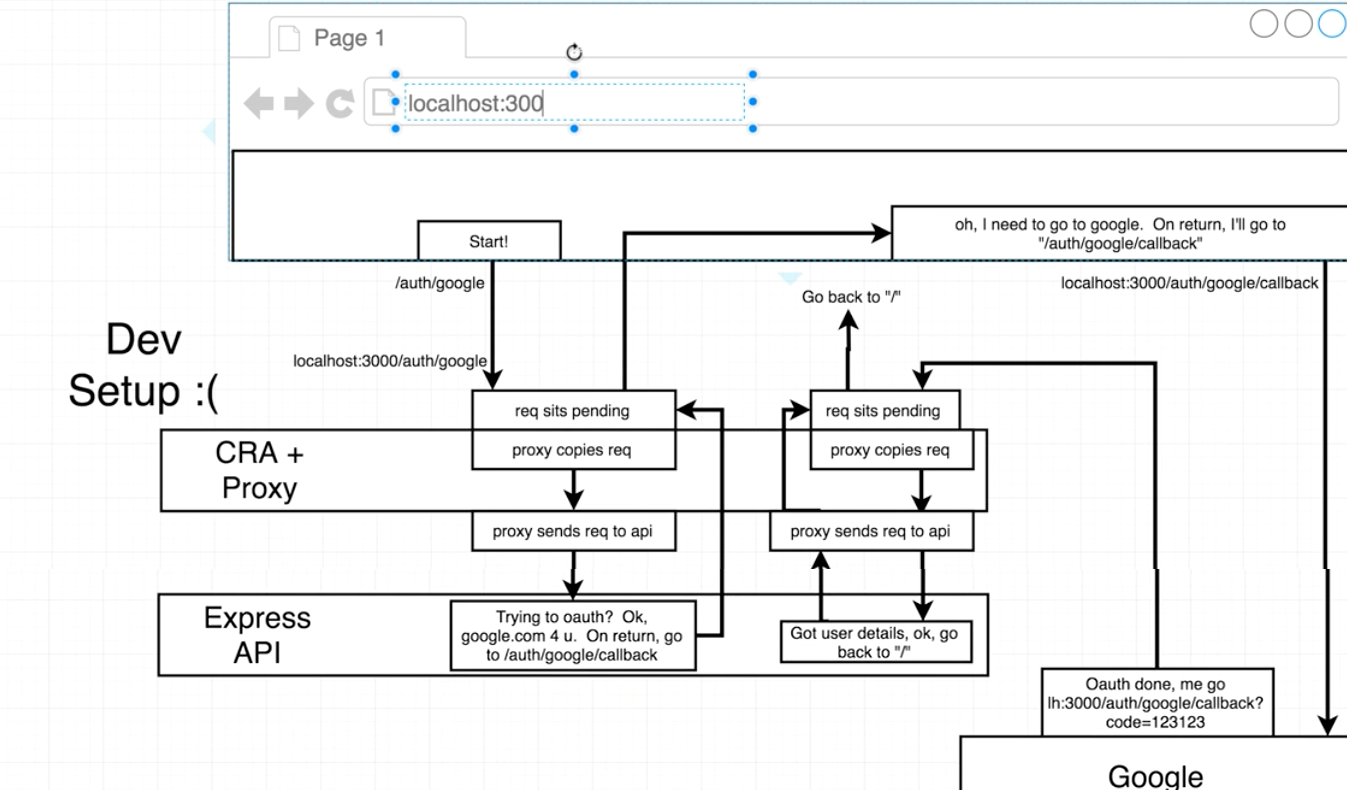 Page 1
localhost:300
Start!
oh, I need to go to google.  On return, I'll go to
"/auth/google/callback"
/auth/google
localhost:3000/auth/google/callback
Go back to "/"
Dev
Setup :(
localhost:3000/auth/google
req sits pending
req sits pending
CRA +
Proxy
proxy copies req
proxy copies req
proxy sends req to api
proxy sends req to api
Express
API
Trying to oauth?  Ok,
google.com 4 u.  On return, go
to /auth/google/callback
Got user details, ok, go
back to "/"
Oauth done, me go
lh:3000/auth/google/callback?
code=123123
Google